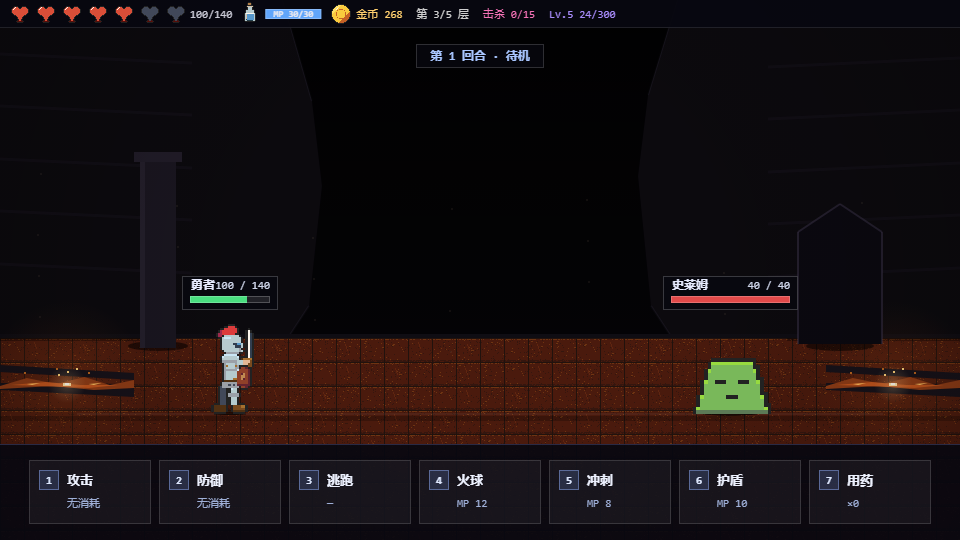 100/140 MP 30/30 金币 268 第 3/5 层 击杀 0/15 Lv.5 24/300
第 1 回合 · 待机
勇者100 / 140
史莱姆 40 / 40
1 攻击
无消耗
2 防御
无消耗
3 逃跑
—
4 火球
MP 12
5 冲刺
MP 8
6 护盾
MP 10
7 用药
×0